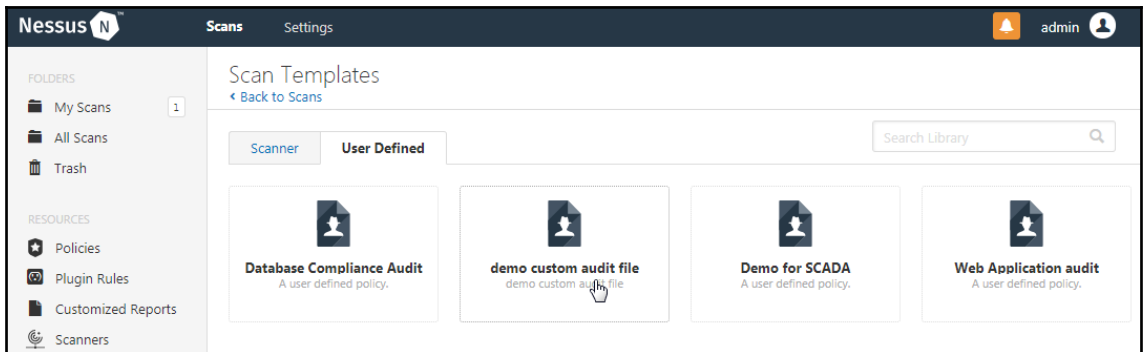 Nessus N ™
Scans Settings
admin
FOLDERS
My Scans 1
All Scans
Trash
RESOURCES
Policies
Plugin Rules
Customized Reports
Scanners
Scan Templates
Back to Scans
Scanner User Defined
Search Library
Database Compliance Audit
A user defined policy.
demo custom audit file
demo custom audit file
Demo for SCADA
A user defined policy.
Web Application audit
A user defined policy.